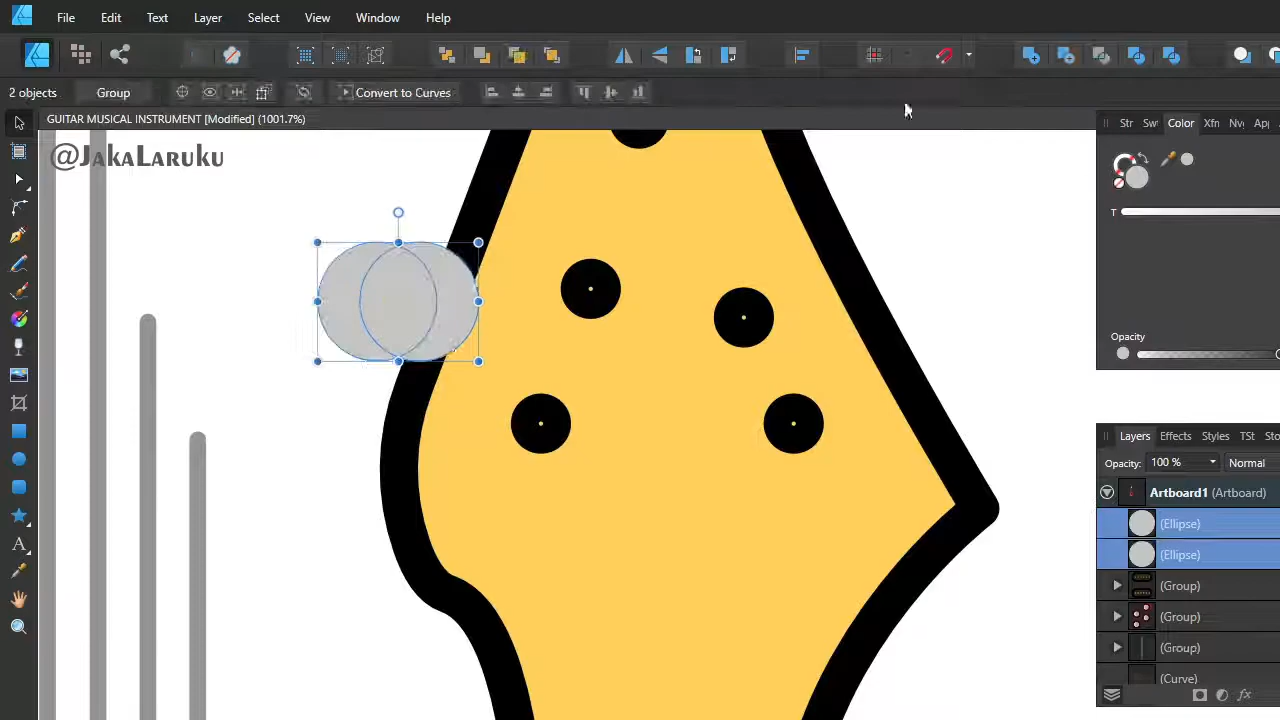 File Edit Text Layer Select View Window Help
2 objects Group Convert to Curves
GUITAR MUSICAL INSTRUMENT [Modified] (1001.7%)
@JakaLaruku
Str Sw Color Xfn Nv Ap
T
Opacity
Layers Effects Styles TSt Sto
Opacity: 100 % Normal
Artboard1 (Artboard)
(Ellipse)
(Ellipse)
(Group)
(Group)
(Group)
(Curve)
fx